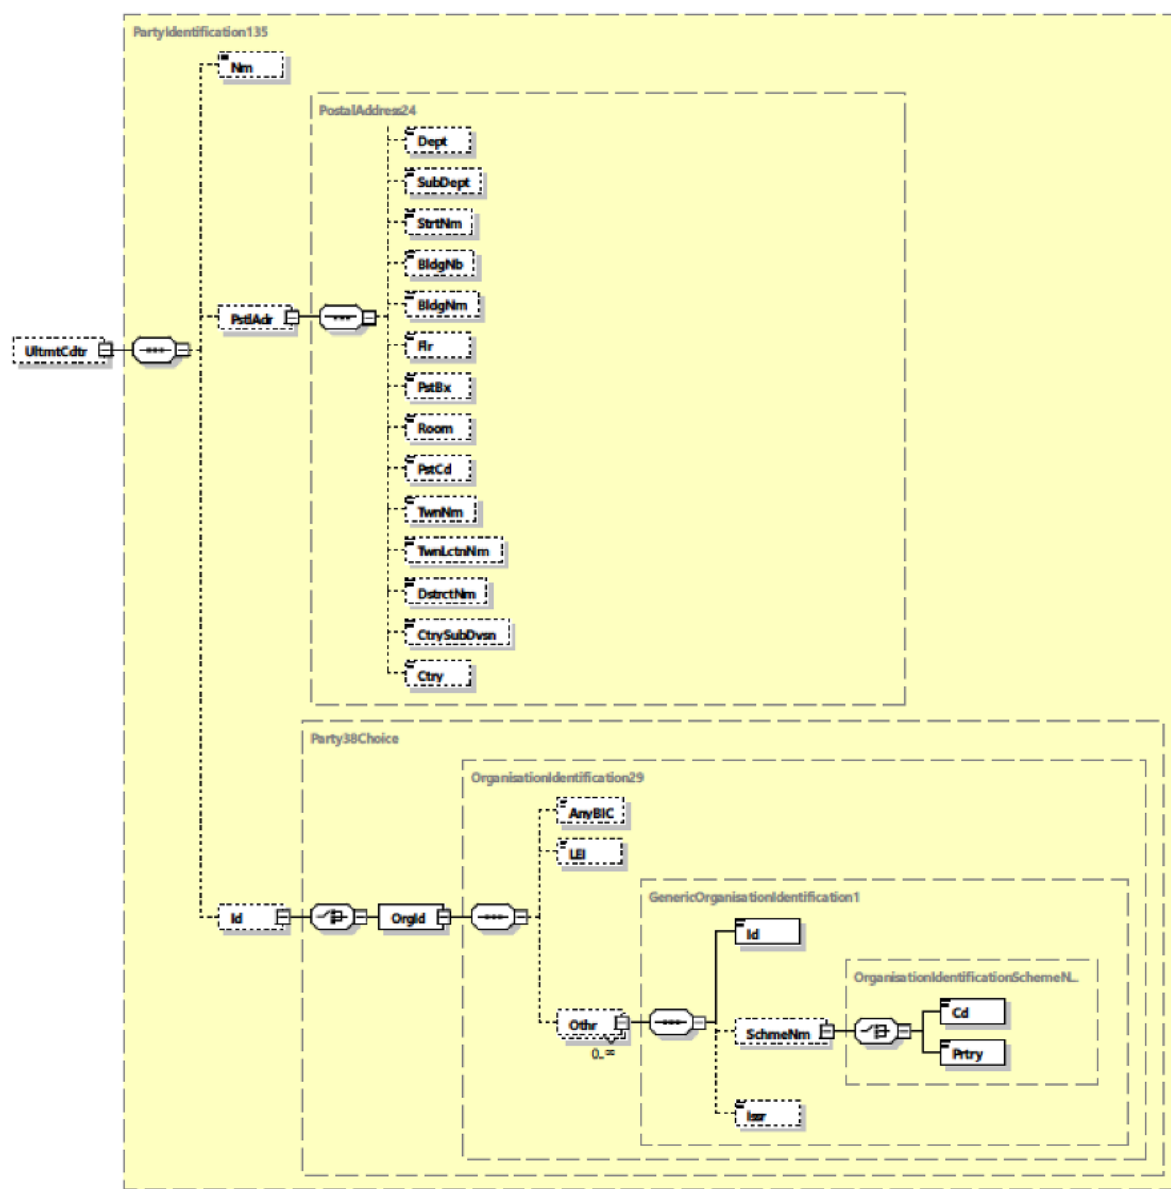 PartyIdentification135
Nm
PostalAddress24
Dept
SubDept
StrtNm
BldgNb
BldgNm
PstlAdr
Flr
UltmtCdtr
PstBx
Room
PstCd
TwnNm
TwnLctnNm
DstrctNm
CtrySubDvsn
Ctry
Party38Choice
OrganisationIdentification29
AnyBIC
LEI
GenericOrganisationIdentification1
Id
OrgId
Id
OrganisationIdentificationSchemeN...
Cd
Othr
SchmeNm
0..∞
Prtry
Issr